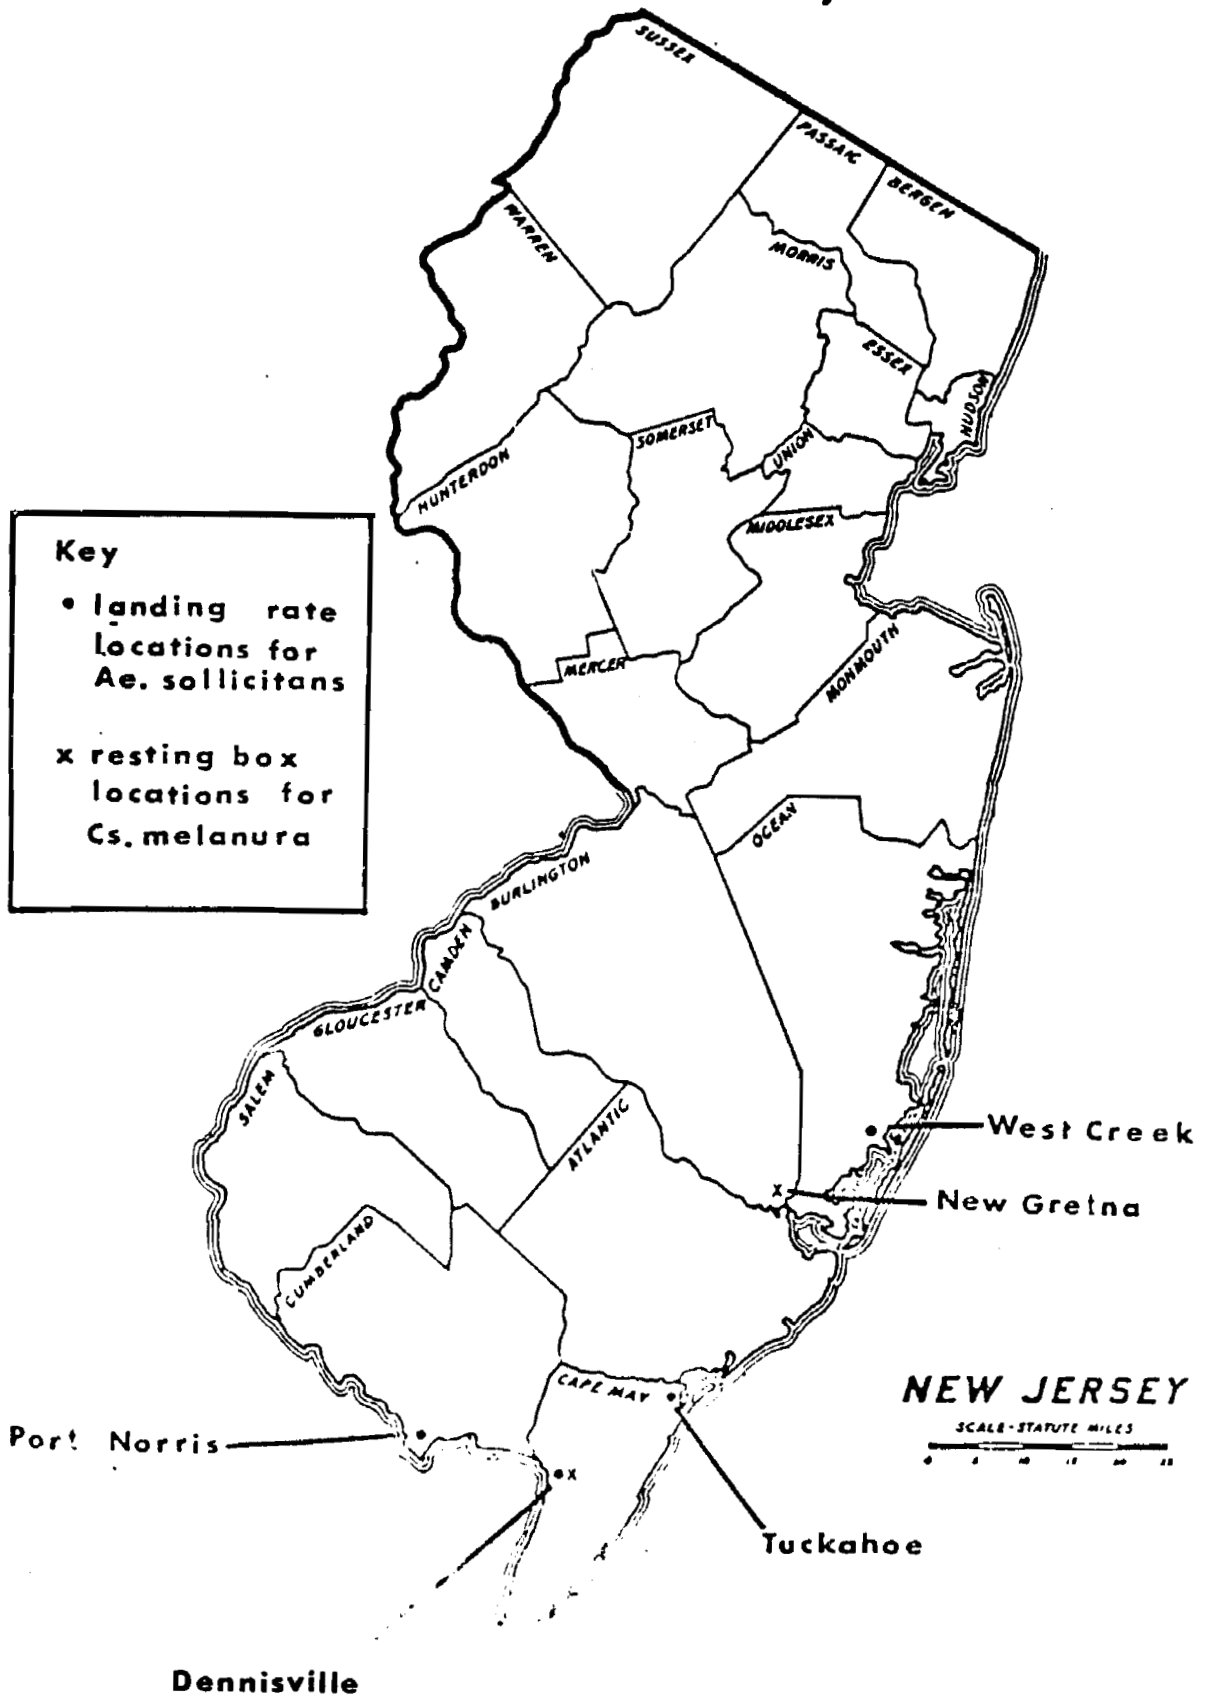 SUSSEX
PASSAIC
BERGEN
WARREN
MORRIS
ESSEX
HUDSON
SOMERSET
UNION
HUNTERDON
MIDDLESEX
Key
• landing rate
Locations for
Ae. sollicitans
x resting box
locations for
Cs. melanura
MERCER
MONMOUTH
OCEAN
BURLINGTON
CAMDEN
GLOUCESTER
SALEM
ATLANTIC
West Creek
x
New Gretna
CUMBERLAND
CAPE MAY
NEW JERSEY
SCALE-STATUTE MILES
Port Norris
x
Tuckahoe
Dennisville